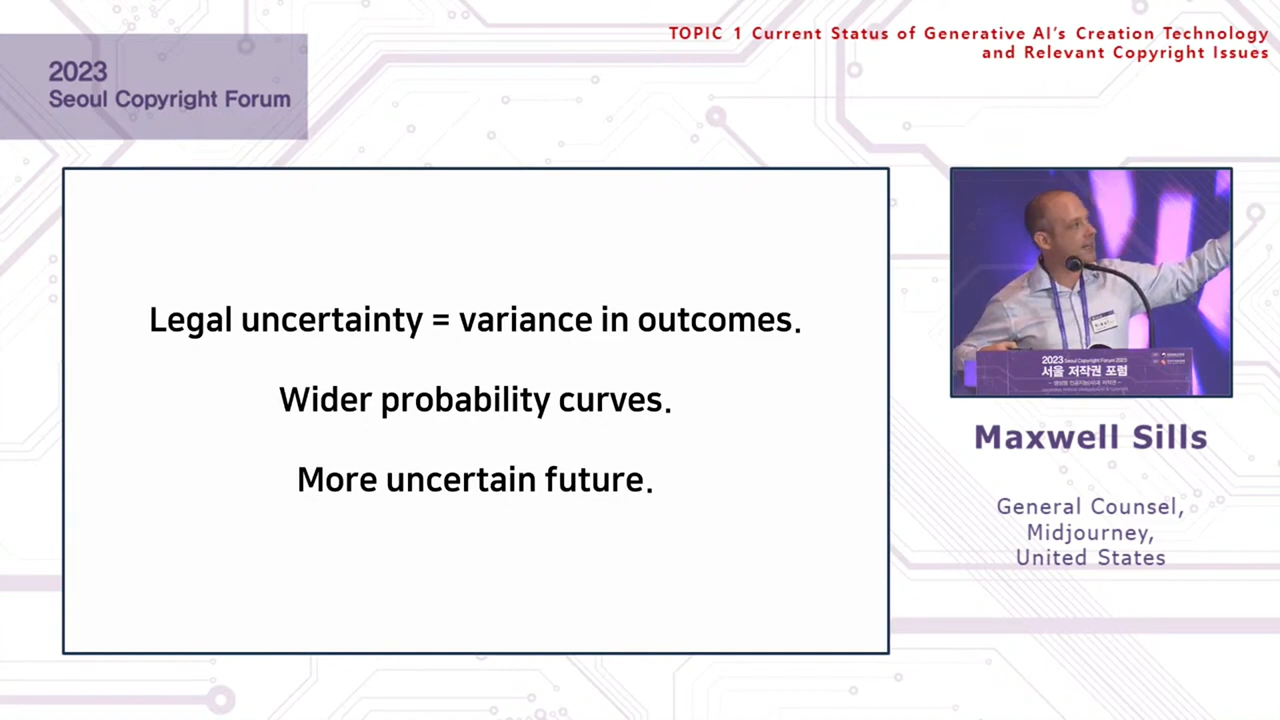 TOPIC 1 Current Status of Generative AI's Creation Technology
and Relevant Copyright Issues
2023
Seoul Copyright Forum
Legal uncertainty = variance in outcomes.
Wider probability curves.
More uncertain future.
2023 Seoul Copyright Forum 2023
서울 저작권 포럼
Maxwell Sills
General Counsel,
Midjourney,
United States